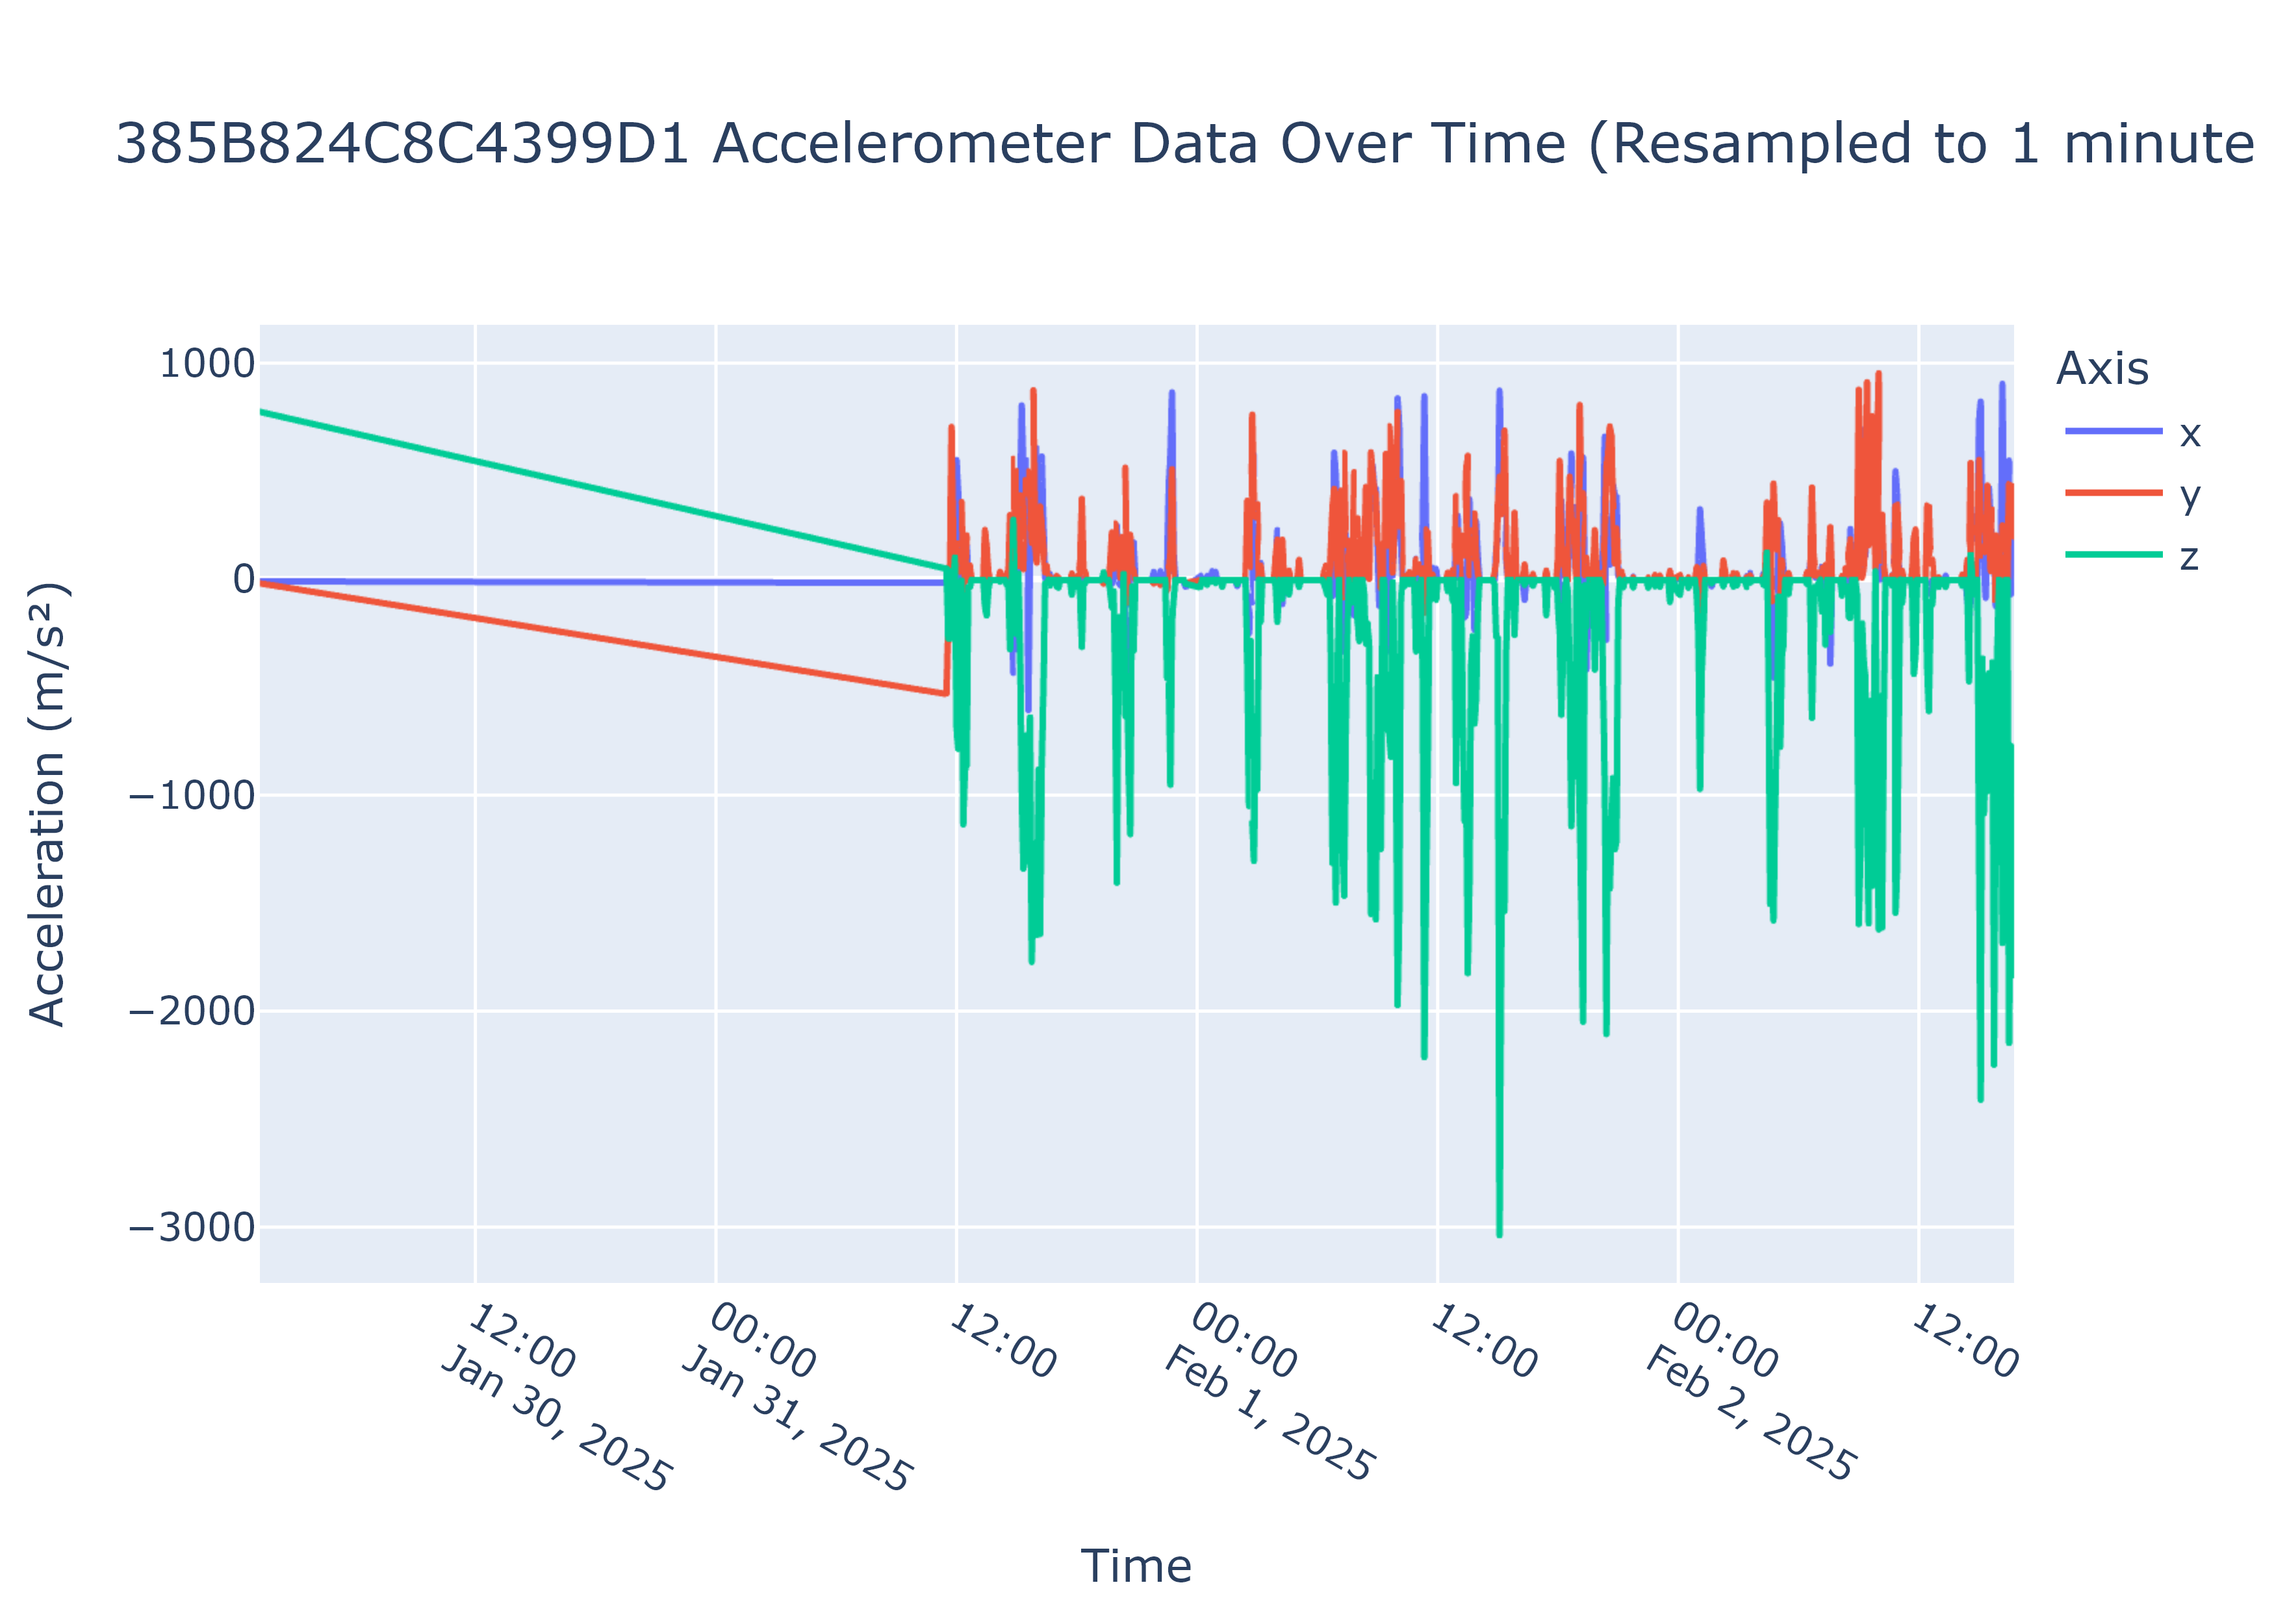 385B824C8C4399D1 Accelerometer Data Over Time (Resampled to 1 minute
Axis
x
y
z
Acceleration (m/s²)
1000
0
−1000
−2000
−3000
12:00
Jan 30, 2025
00:00
Jan 31, 2025
12:00
00:00
Feb 1, 2025
12:00
00:00
Feb 2, 2025
12:00
Time